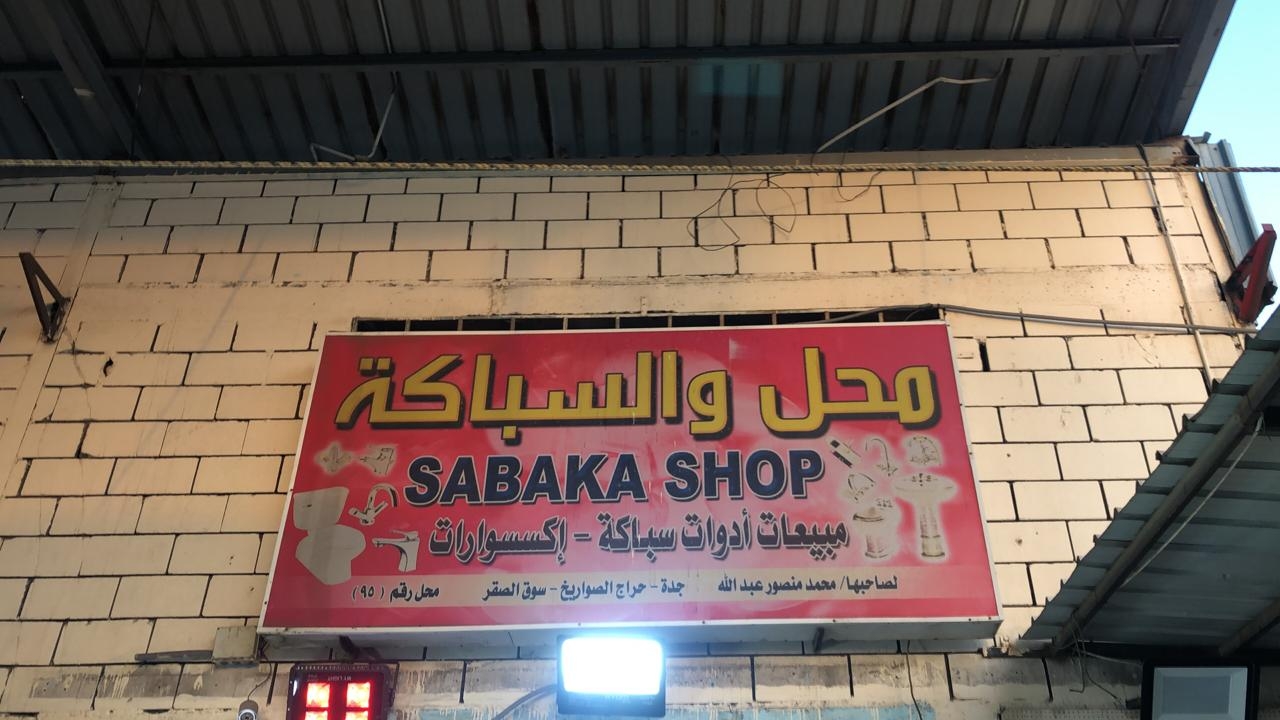 محل والسباكة
SABAKA SHOP
مبيعات أدوات سباكة - إكسسوارات
لصاحبها/ محمد منصور عبد الله جدة - حراج الصواريخ - سوق الصقر محل رقم ( ٩٥ )